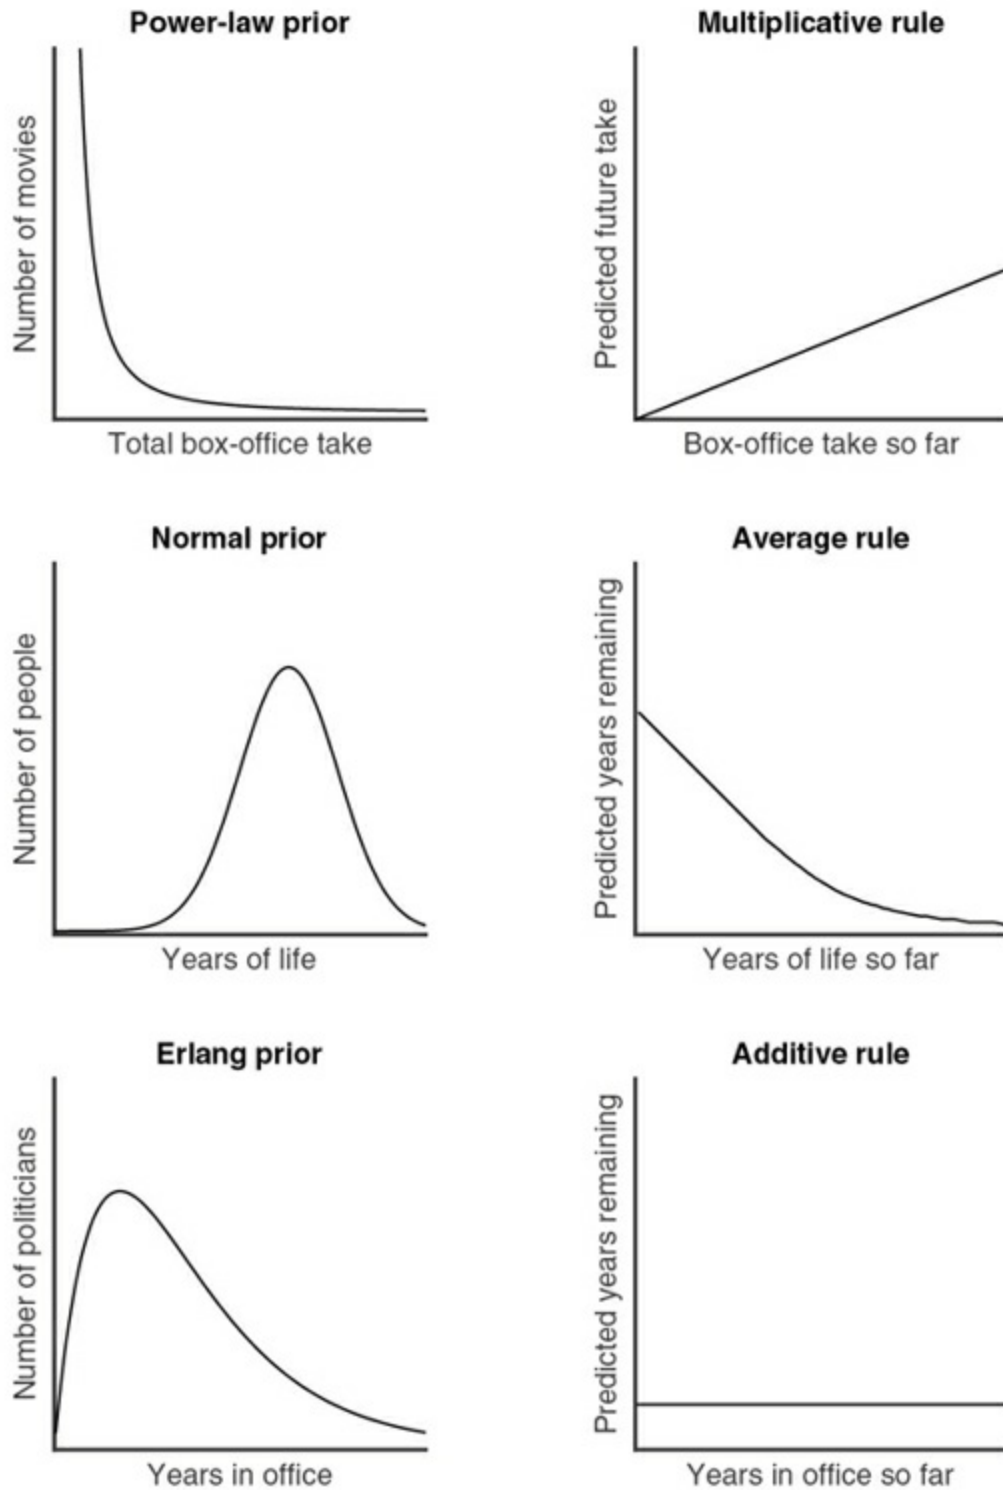 Power-law prior
Number of movies
Total box-office take
Multiplicative rule
Predicted future take
Box-office take so far
Normal prior
Number of people
Years of life
Average rule
Predicted years remaining
Years of life so far
Erlang prior
Number of politicians
Years in office
Additive rule
Predicted years remaining
Years in office so far